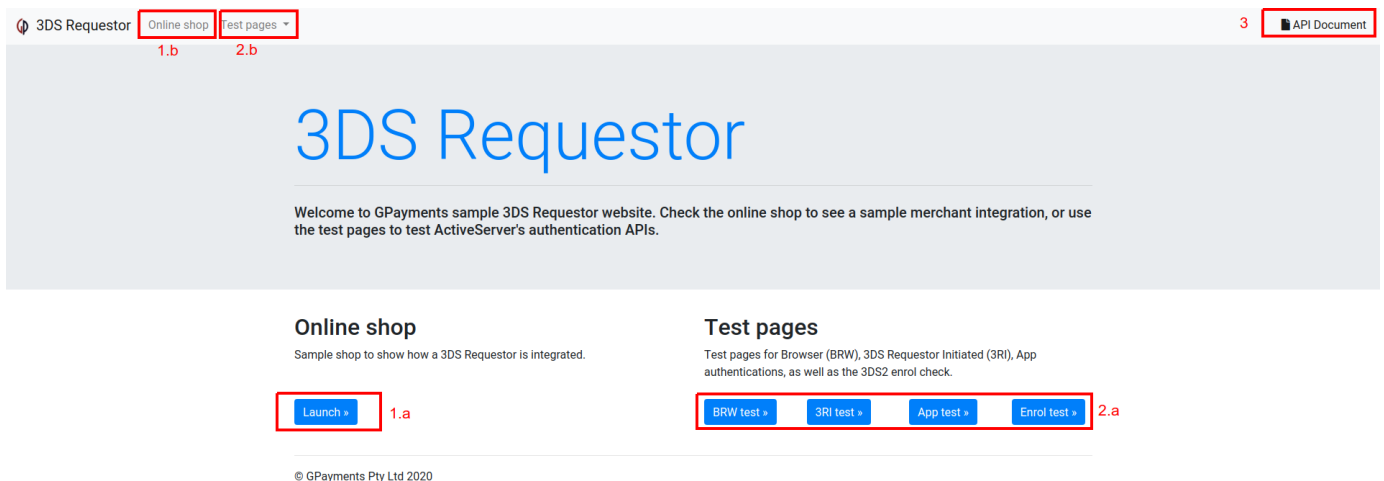 3DS Requestor Online shop Test pages 3 API Document
1.b 2.b
3DS Requestor
Welcome to GPayments sample 3DS Requestor website. Check the online shop to see a sample merchant integration, or use
the test pages to test ActiveServer's authentication APIs.
Online shop
Sample shop to show how a 3DS Requestor is integrated.
Launch »
1.a
Test pages
Test pages for Browser (BRW), 3DS Requestor Initiated (3RI), App
authentications, as well as the 3DS2 enrol check.
BRW test » 3RI test » App test » Enrol test » 2.a
© GPayments Pty Ltd 2020